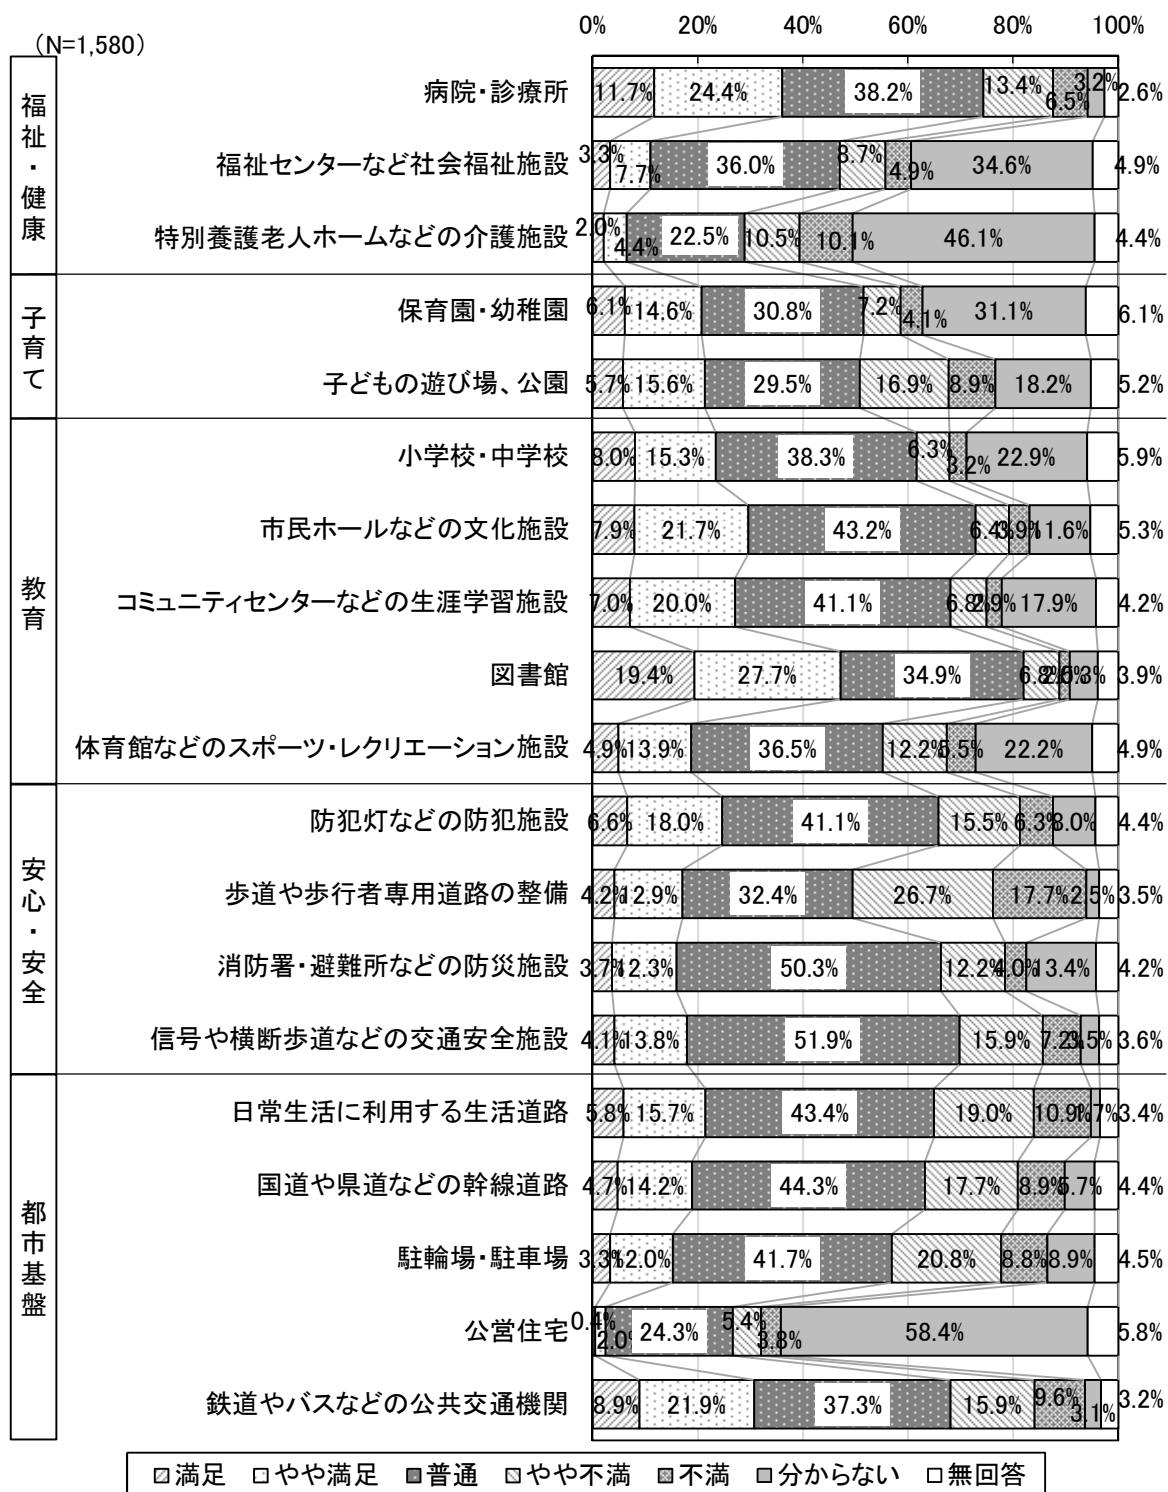 0% 20% 40% 60% 80% 100%
（N=1,580）
福祉・健康
病院・診療所 11.7% 24.4% 38.2% 13.4% 6.5% 3.2% 2.6%
福祉センターなど社会福祉施設 3.3% 7.7% 36.0% 8.7% 4.9% 34.6% 4.9%
特別養護老人ホームなどの介護施設 2.0% 4.4% 22.5% 10.5% 10.1% 46.1% 4.4%
子育て
保育園・幼稚園 6.1% 14.6% 30.8% 7.2% 4.1% 31.1% 6.1%
子どもの遊び場、公園 5.7% 15.6% 29.5% 16.9% 8.9% 18.2% 5.2%
教育
小学校・中学校 8.0% 15.3% 38.3% 6.3% 3.2% 22.9% 5.9%
市民ホールなどの文化施設 7.9% 21.7% 43.2% 6.4% 3.9% 11.6% 5.3%
コミュニティセンターなどの生涯学習施設 7.0% 20.0% 41.1% 6.8% 2.9% 17.9% 4.2%
図書館 19.4% 27.7% 34.9% 6.8% 2.0% 5.3% 3.9%
体育館などのスポーツ・レクリエーション施設 4.9% 13.9% 36.5% 12.2% 5.5% 22.2% 4.9%
安心・安全
防犯灯などの防犯施設 6.6% 18.0% 41.1% 15.5% 6.3% 8.0% 4.4%
歩道や歩行者専用道路の整備 4.2% 12.9% 32.4% 26.7% 17.7% 2.5% 3.5%
消防署・避難所などの防災施設 3.7% 12.3% 50.3% 12.2% 4.0% 13.4% 4.2%
信号や横断歩道などの交通安全施設 4.1% 13.8% 51.9% 15.9% 7.2% 3.5% 3.6%
都市基盤
日常生活に利用する生活道路 5.8% 15.7% 43.4% 19.0% 10.9% 1.7% 3.4%
国道や県道などの幹線道路 4.7% 14.2% 44.3% 17.7% 8.9% 5.7% 4.4%
駐輪場・駐車場 3.3% 12.0% 41.7% 20.8% 8.8% 8.9% 4.5%
公営住宅 0.4% 2.0% 24.3% 5.4% 3.8% 58.4% 5.8%
鉄道やバスなどの公共交通機関 8.9% 21.9% 37.3% 15.9% 9.6% 3.1% 3.2%
満足 やや満足 普通 やや不満 不満 分からない 無回答